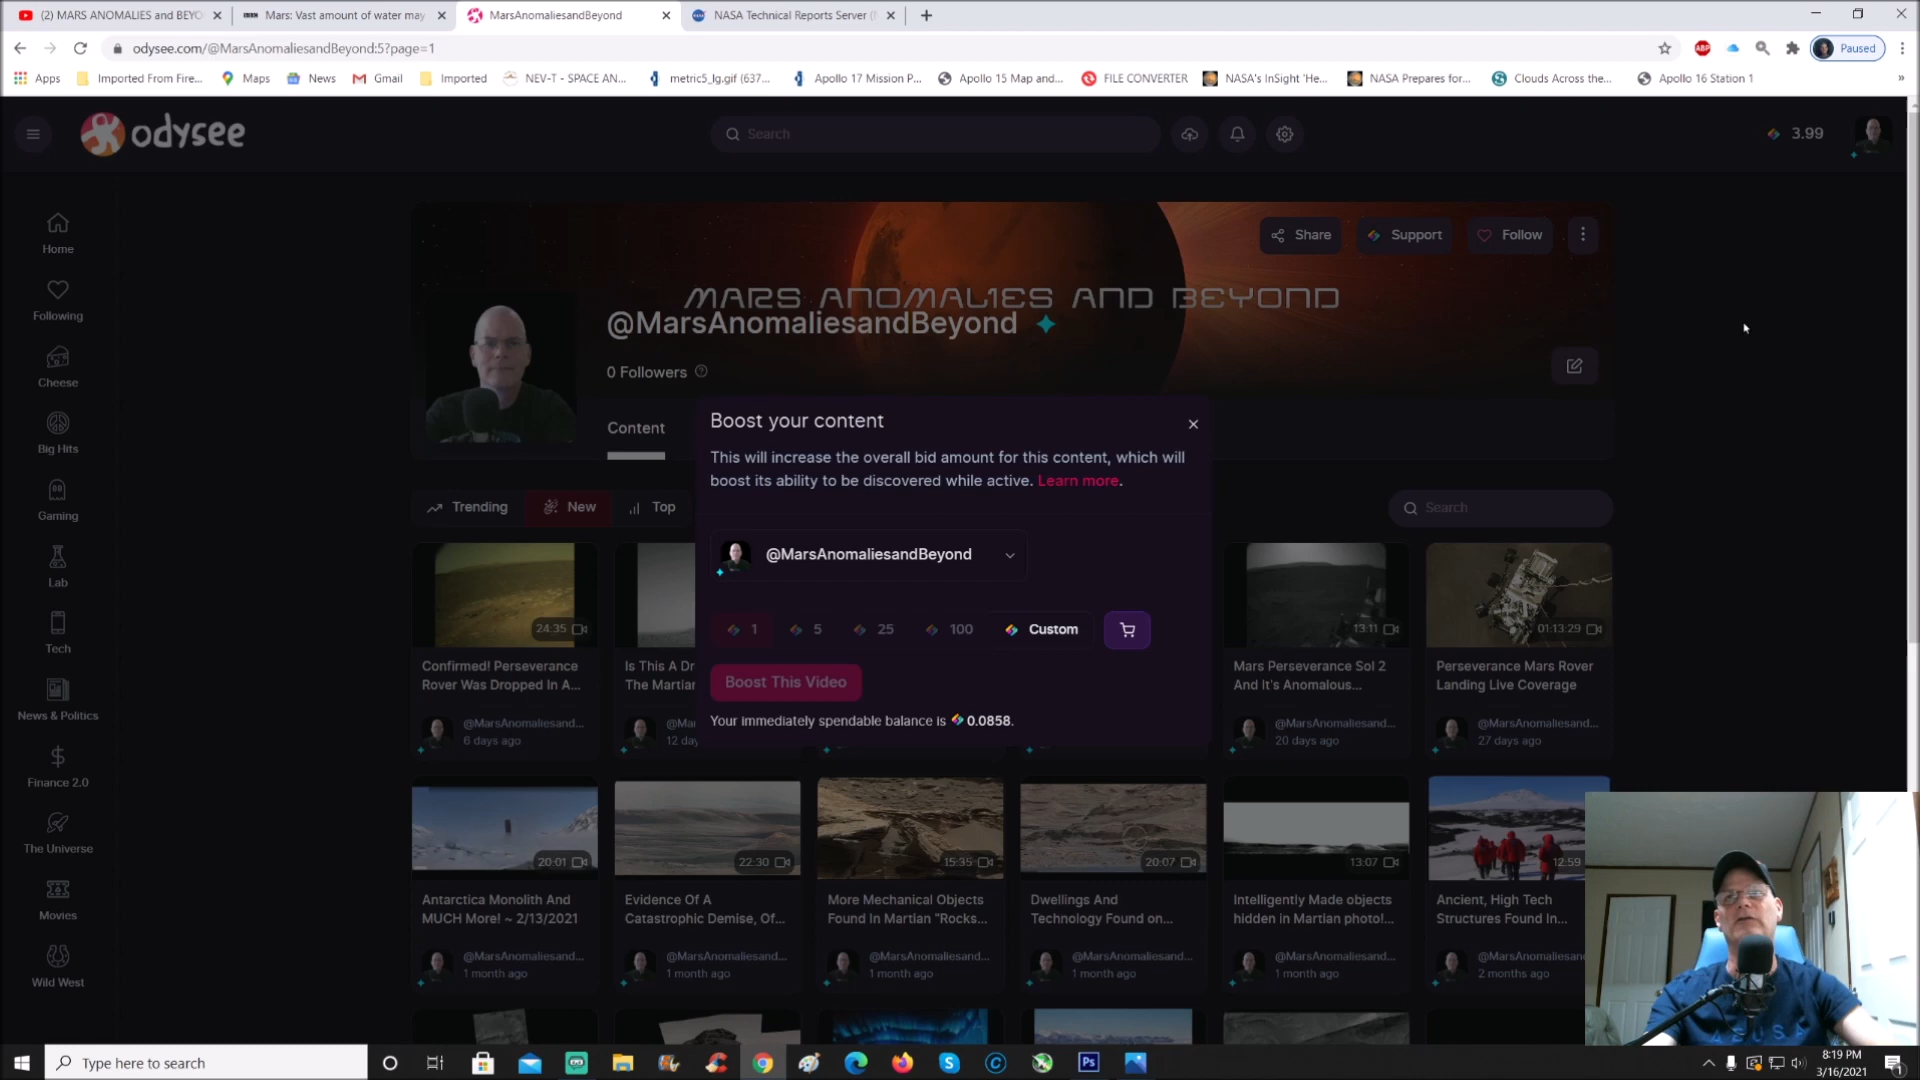 (2) MARS ANOMALIES and BEYO
Mars: Vast amount of water may
MarsAnomaliesandBeyond
NASA Technical Reports Server (
odysee.com/@MarsAnomaliesandBeyond:5?page=1
ABP
Paused
Apps
Imported From Fire...
Maps
News
Gmail
Imported
NEV-T - SPACE AN...
metric5_lg.gif (637...
Apollo 17 Mission P...
Apollo 15 Map and...
FILE CONVERTER
NASA's InSight 'He...
NASA Prepares for...
Clouds Across the...
Apollo 16 Station 1
»
odysee
Search
3.99
Home
Following
Cheese
Big Hits
Gaming
Lab
Tech
News & Politics
Finance 2.0
The Universe
Movies
Wild West
Share
Support
Follow
MARS ANOMALIES AND BEYOND
@MarsAnomaliesandBeyond
0 Followers
Content
Boost your content
This will increase the overall bid amount for this content, which will
boost its ability to be discovered while active. Learn more.
@MarsAnomaliesandBeyond
1
5
25
100
Custom
Boost This Video
Your immediately spendable balance is 0.0858.
Trending
New
Top
Search
24:35
Confirmed! Perseverance
Rover Was Dropped In A...
@MarsAnomaliesand...
6 days ago
Is This A Dr
The Martian
@Ma
12 day
13:11
Mars Perseverance Sol 2
And It's Anomalous...
@MarsAnomaliesand...
20 days ago
01:13:29
Perseverance Mars Rover
Landing Live Coverage
@MarsAnomaliesand...
27 days ago
20:01
Antarctica Monolith And
MUCH More! ~ 2/13/2021
@MarsAnomaliesand...
1 month ago
22:30
Evidence Of A
Catastrophic Demise, Of...
@MarsAnomaliesand...
1 month ago
15:35
More Mechanical Objects
Found In Martian "Rocks...
@MarsAnomaliesand...
1 month ago
20:07
Dwellings And
Technology Found on...
@MarsAnomaliesand...
1 month ago
13:07
Intelligently Made objects
hidden in Martian photo!...
@MarsAnomaliesand...
1 month ago
12:59
Ancient, High Tech
Structures Found In...
@MarsAnomaliesan
2 months ago
Type here to search
Ps
8:19 PM
3/16/2021
1